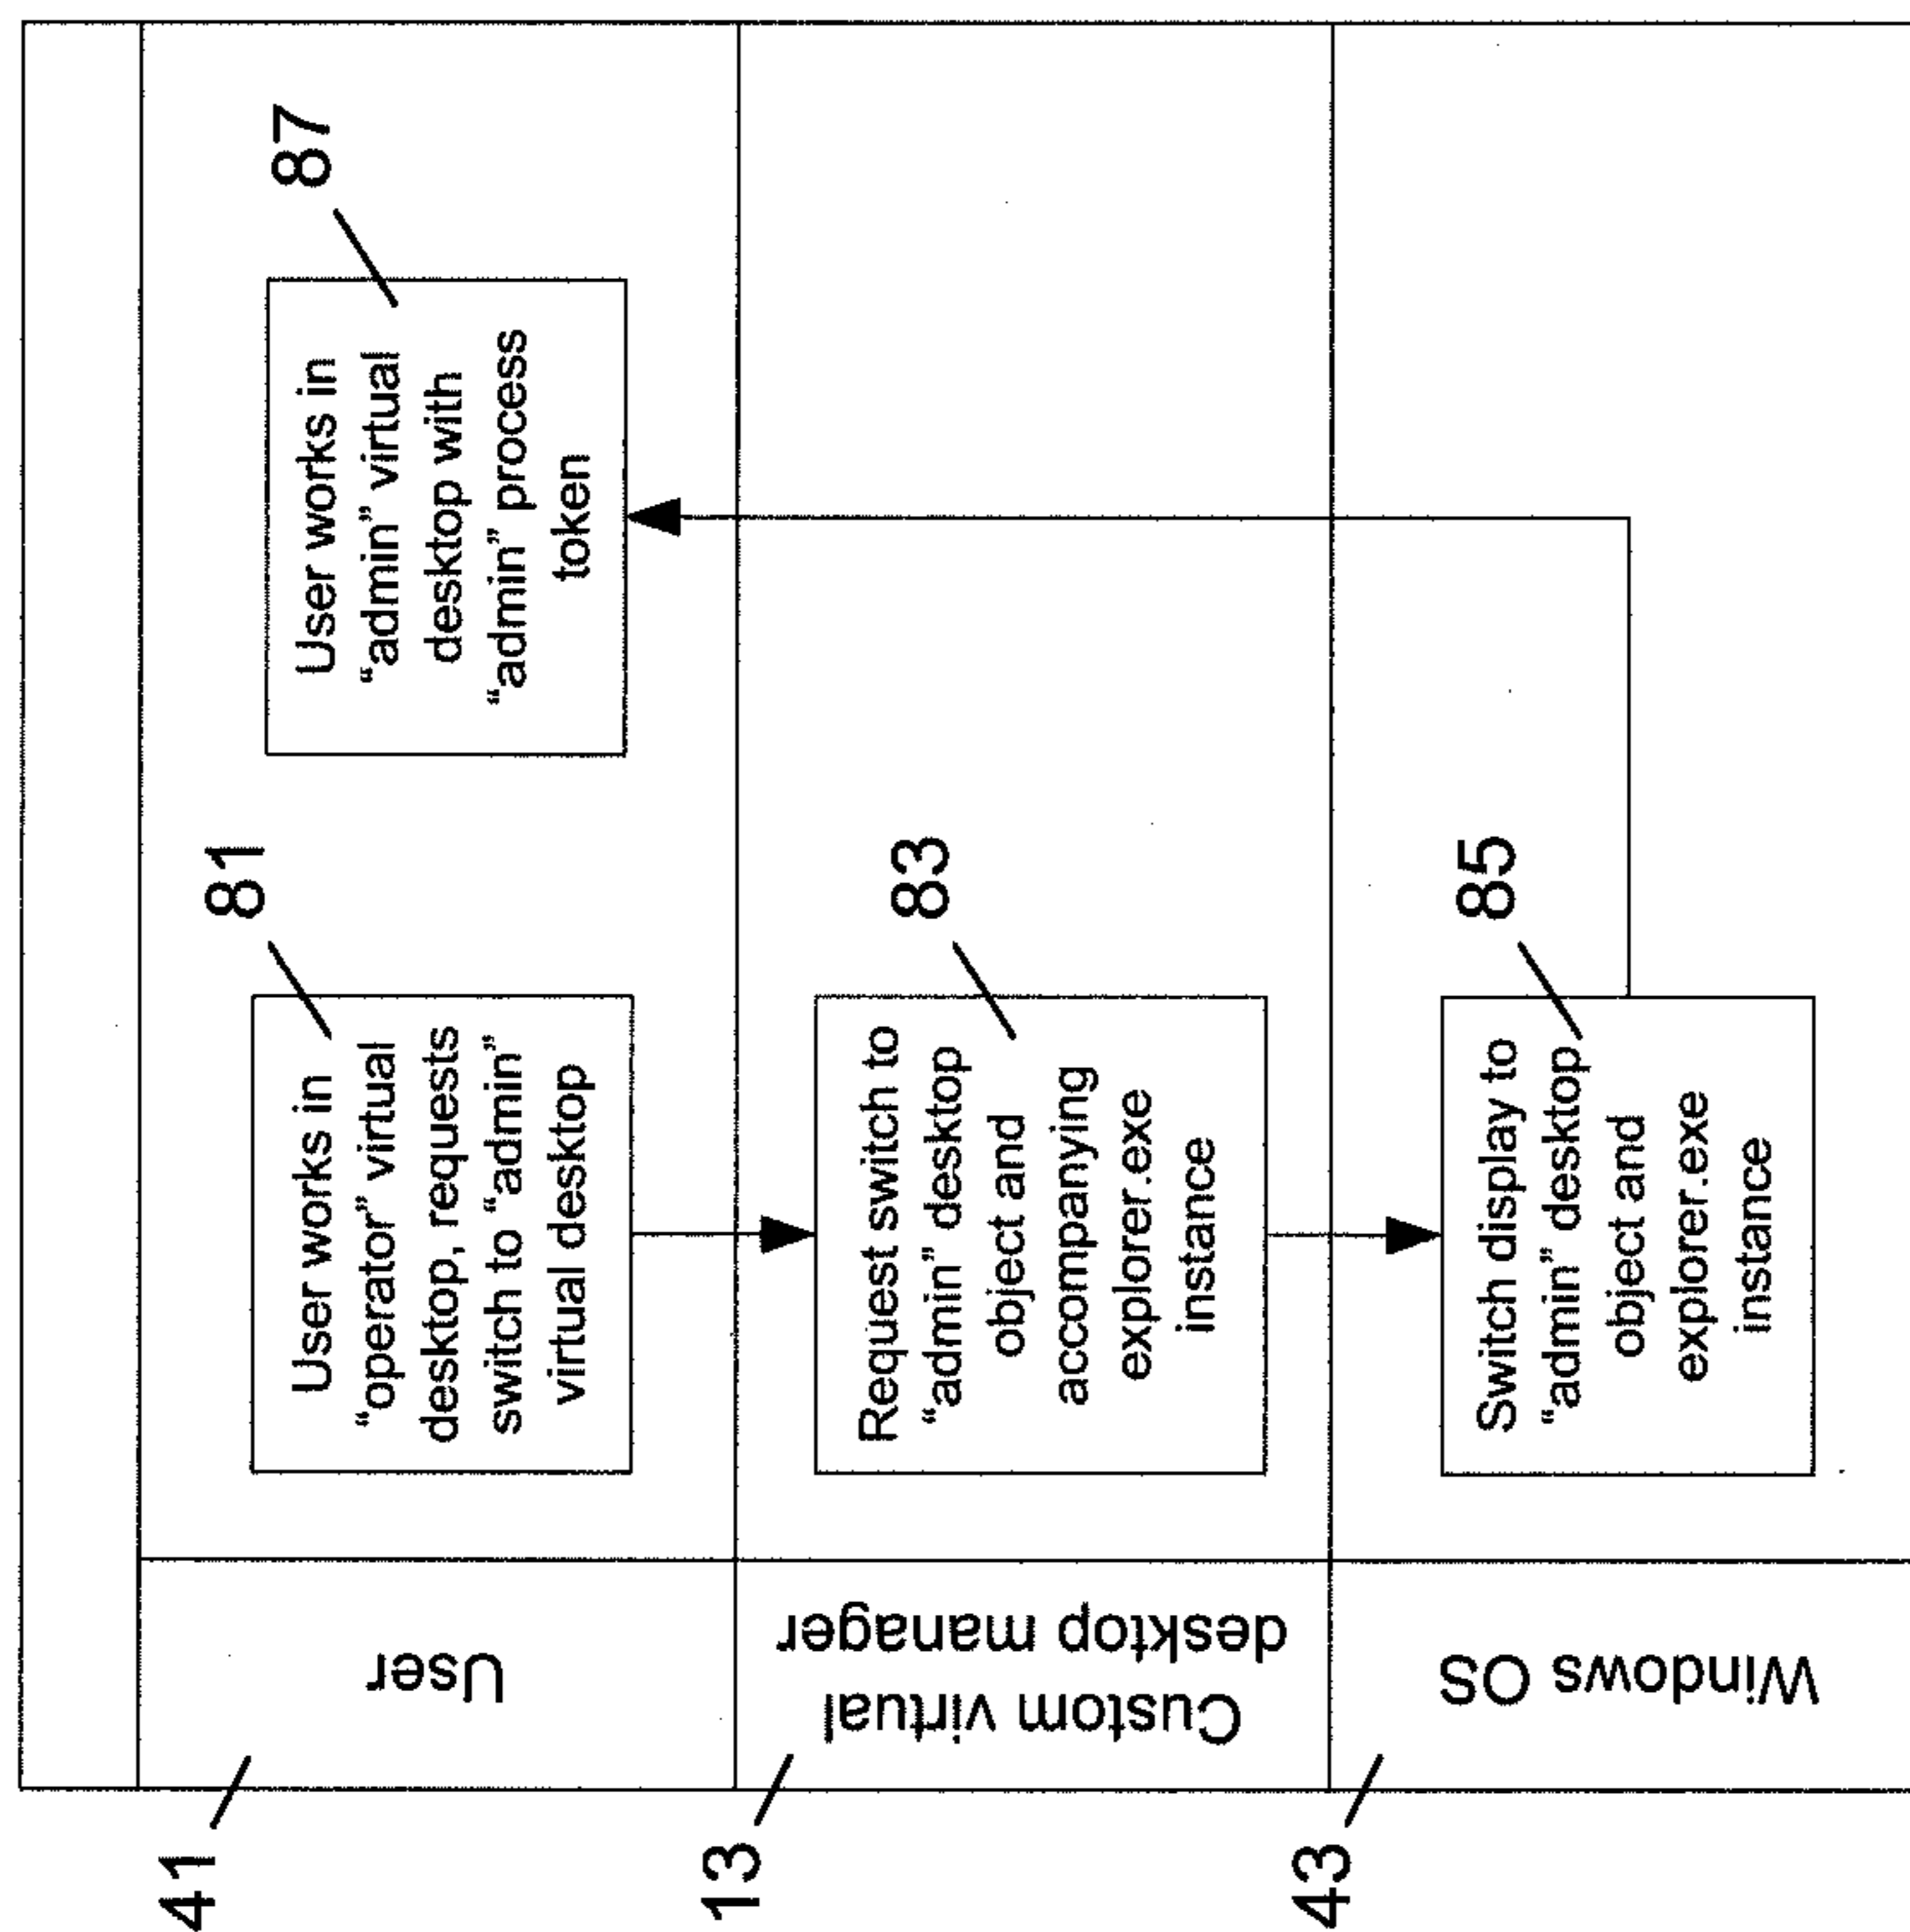 41
User
81
User works in
“operator” virtual
desktop, requests
switch to “admin”
virtual desktop
87
User works in
“admin” virtual
desktop with
“admin” process
token
13
Custom virtual
desktop manager
83
Request switch to
“admin” desktop
object and
accompanying
explorer.exe
instance
43
Windows OS
85
Switch display to
“admin” desktop
object and
explorer.exe
instance